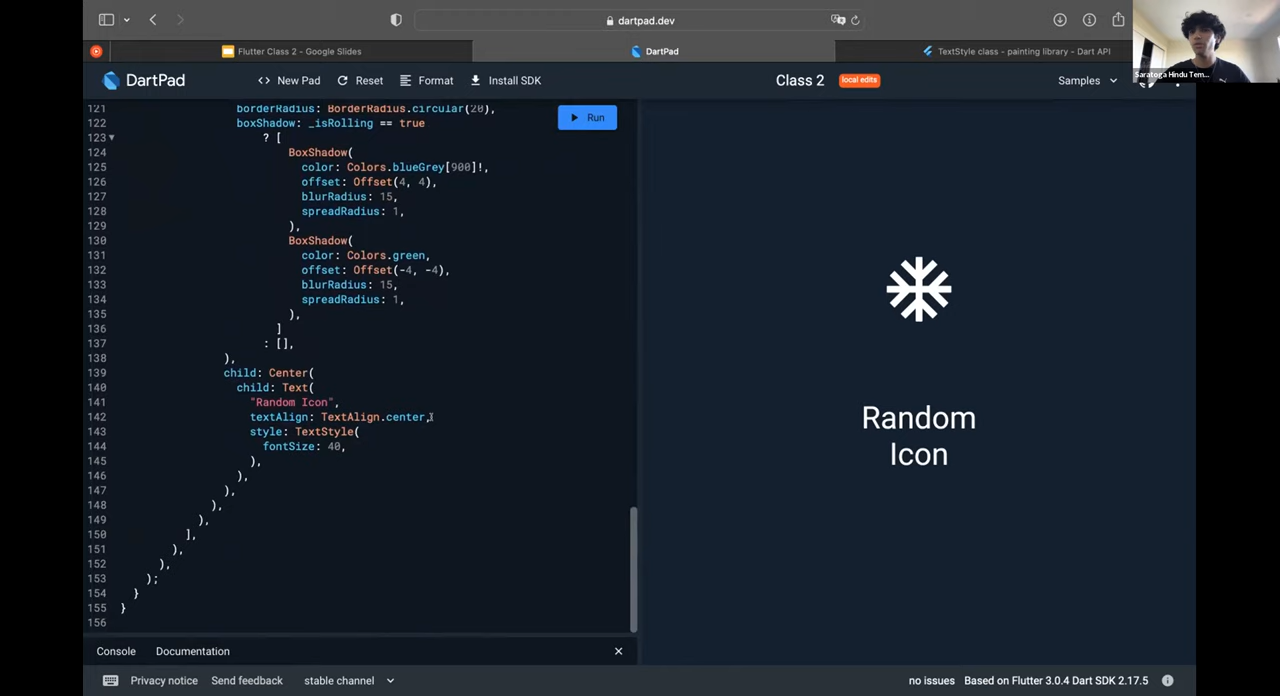 dartpad.dev
Flutter Class 2 - Google Slides
DartPad
TextStyle class - painting library - Dart API
Saratoga Hindu Tem...
DartPad
New Pad
Reset
Format
Install SDK
Class 2
local edits
Samples
121 borderRadius: BorderRadius.circular(20),
122 boxShadow: _isRolling == true
123 ? [
124 BoxShadow(
125 color: Colors.blueGrey[900]!,
126 offset: Offset(4, 4),
127 blurRadius: 15,
128 spreadRadius: 1,
129 ),
130 BoxShadow(
131 color: Colors.green,
132 offset: Offset(-4, -4),
133 blurRadius: 15,
134 spreadRadius: 1,
135 ),
136 ]
137 : [],
138 ),
139 child: Center(
140 child: Text(
141 "Random Icon",
142 textAlign: TextAlign.center,
143 style: TextStyle(
144 fontSize: 40,
145 ),
146 ),
147 ),
148 ),
149 ),
150 ],
151 ),
152 ),
153 );
154 }
155 }
156
Run
Random
Icon
Console
Documentation
Privacy notice
Send feedback
stable channel
no issues
Based on Flutter 3.0.4 Dart SDK 2.17.5